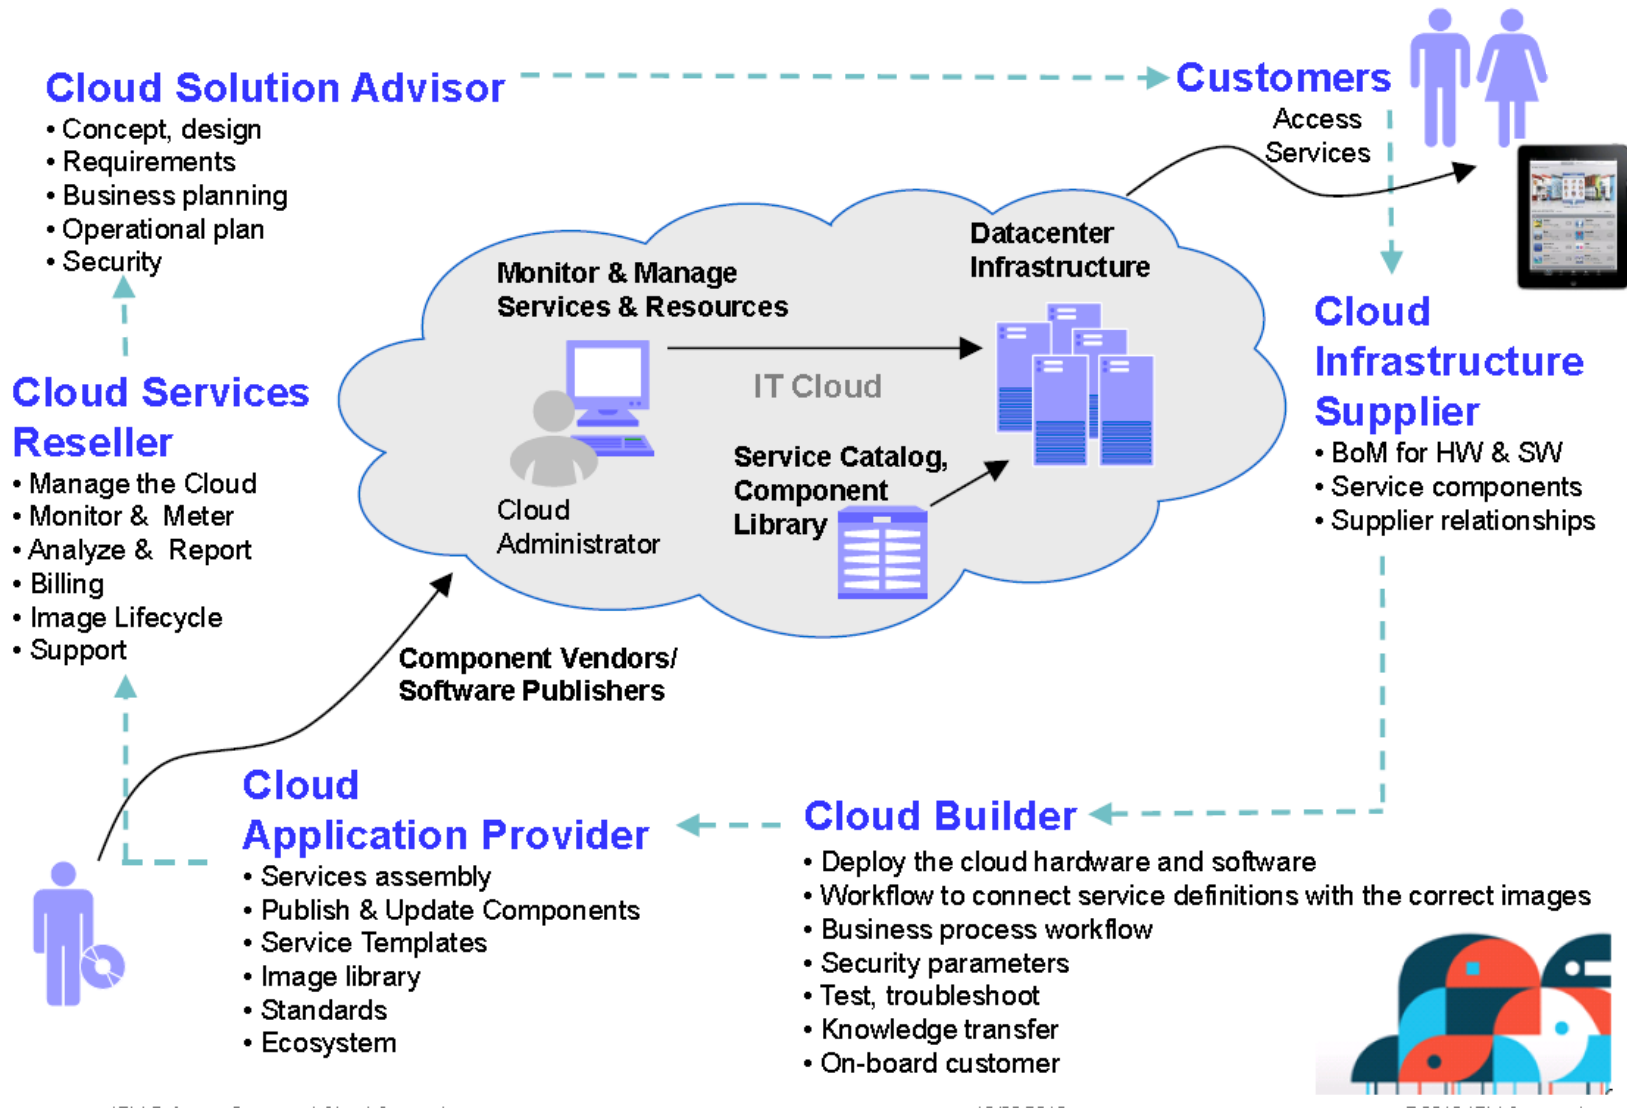 Cloud Solution Advisor
• Concept, design
• Requirements
• Business planning
• Operational plan
• Security
Customers
Access
Services
Datacenter
Infrastructure
Monitor & Manage
Services & Resources
IT Cloud
Cloud
Administrator
Service Catalog,
Component
Library
Cloud
Infrastructure
Supplier
• BoM for HW & SW
• Service components
• Supplier relationships
Cloud Services
Reseller
• Manage the Cloud
• Monitor & Meter
• Analyze & Report
• Billing
• Image Lifecycle
• Support
Component Vendors/
Software Publishers
Cloud
Application Provider
• Services assembly
• Publish & Update Components
• Service Templates
• Image library
• Standards
• Ecosystem
Cloud Builder
• Deploy the cloud hardware and software
• Workflow to connect service definitions with the correct images
• Business process workflow
• Security parameters
• Test, troubleshoot
• Knowledge transfer
• On-board customer